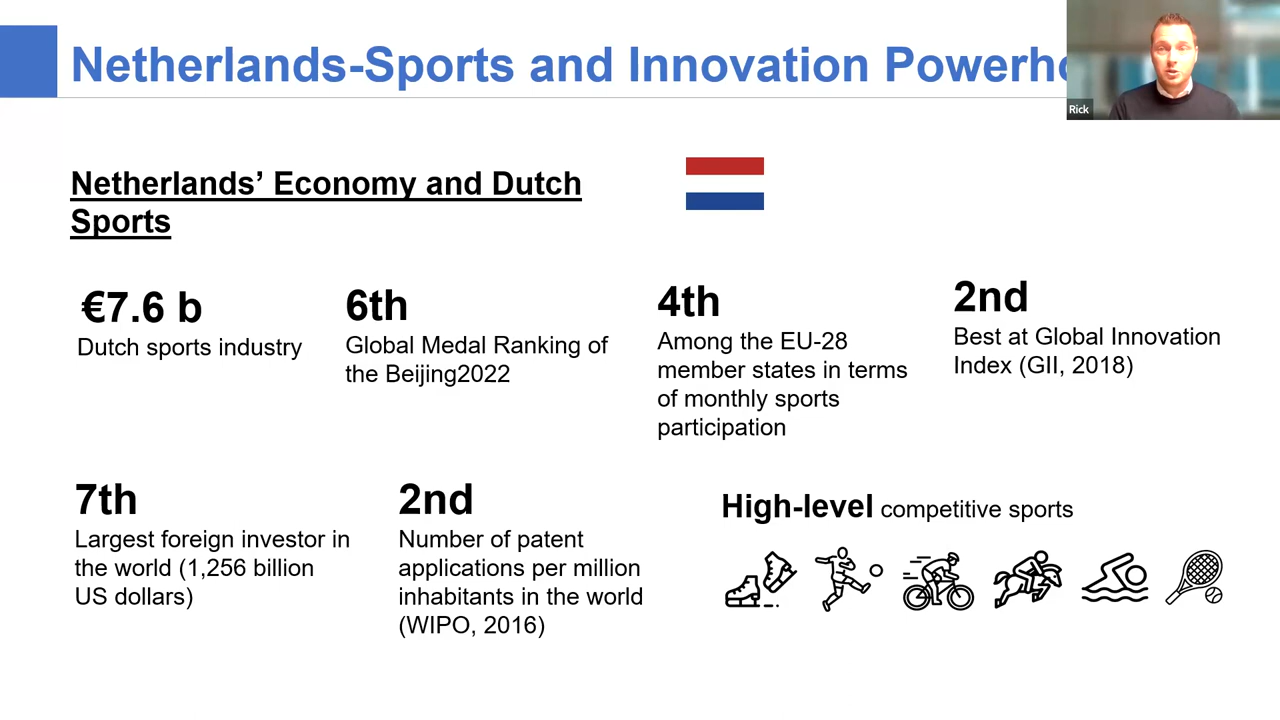 Netherlands-Sports and Innovation
Rick
Netherlands’ Economy and Dutch
Sports
€7.6 b
Dutch sports industry
6th
Global Medal Ranking of
the Beijing2022
4th
Among the EU-28
member states in terms
of monthly sports
participation
2nd
Best at Global Innovation
Index (GII, 2018)
7th
Largest foreign investor in
the world (1,256 billion
US dollars)
2nd
Number of patent
applications per million
inhabitants in the world
(WIPO, 2016)
High-level competitive sports